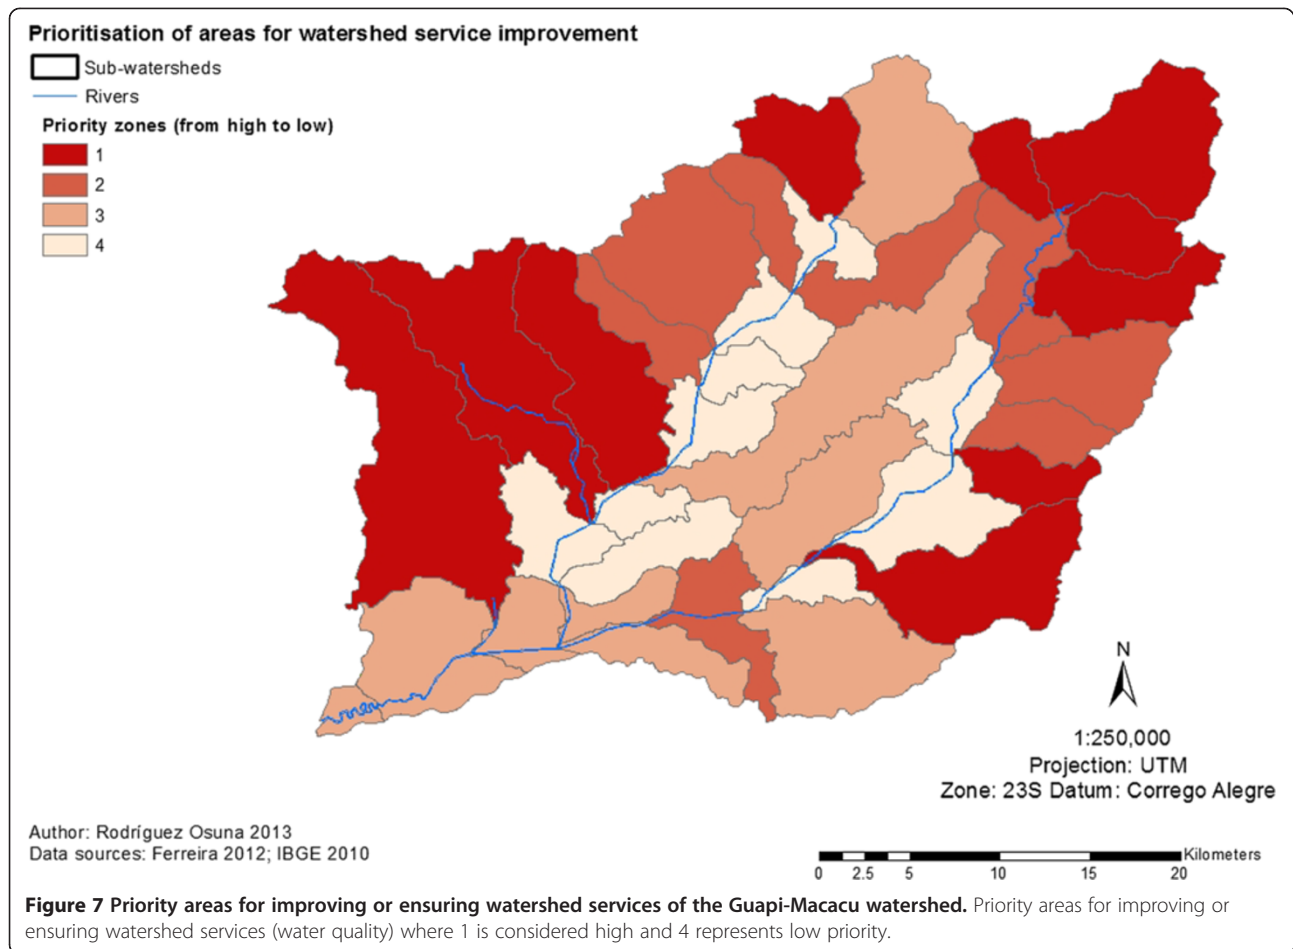 Prioritisation of areas for watershed service improvement
Sub-watersheds
Rivers
Priority zones (from high to low)
1
2
3
4
N
1:250,000
Projection: UTM
Zone: 23S Datum: Corrego Alegre
Author: Rodríguez Osuna 2013
Data sources: Ferreira 2012; IBGE 2010
Kilometers
0 2.5 5 10 15 20
Figure 7 Priority areas for improving or ensuring watershed services of the Guapi-Macacu watershed. Priority areas for improving or
ensuring watershed services (water quality) where 1 is considered high and 4 represents low priority.